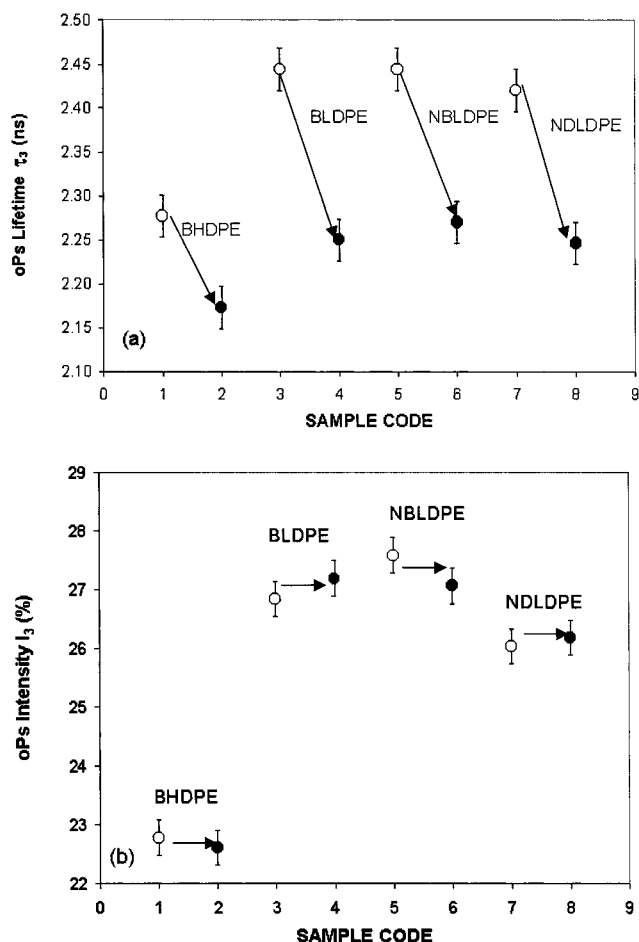 2.50
2.45
2.40
2.35
2.30
2.25
2.20
2.15
2.10
oPs Lifetime τ₃ (ns)
BLDPE
NBLDPE
NDLDPE
BHDPE
(a)
0 1 2 3 4 5 6 7 8 9
SAMPLE CODE
29
28
27
26
25
24
23
22
oPs Intensity I₃ (%)
NBLDPE
BLDPE
NDLDPE
BHDPE
(b)
0 1 2 3 4 5 6 7 8 9
SAMPLE CODE